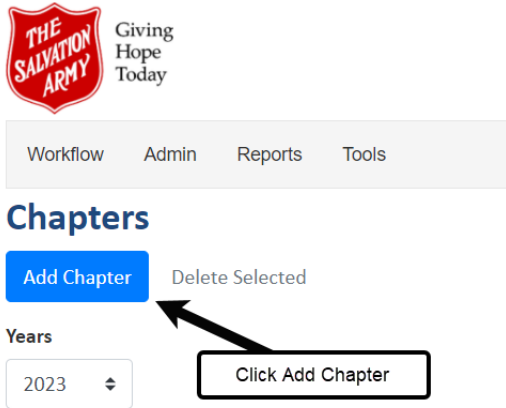 THE
SALVATION
ARMY
Giving
Hope
Today
Workflow Admin Reports Tools
Chapters
Add Chapter Delete Selected
Years
2023
Click Add Chapter